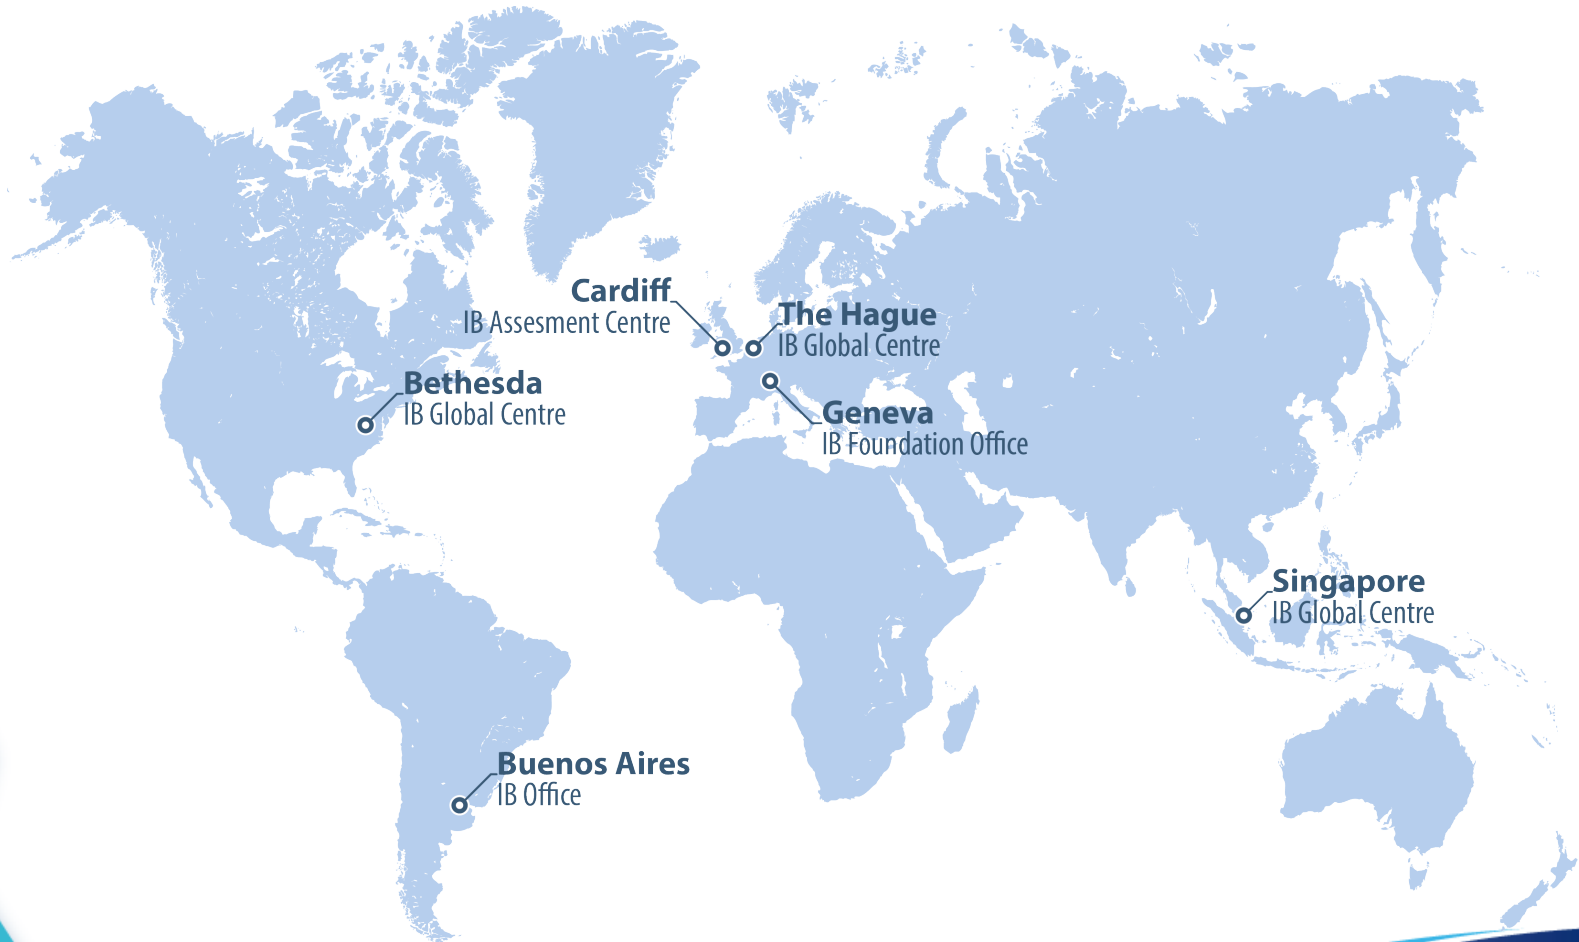 Cardiff
IB Assesment Centre
The Hague
IB Global Centre
Bethesda
IB Global Centre
Geneva
IB Foundation Office
Singapore
IB Global Centre
Buenos Aires
IB Office